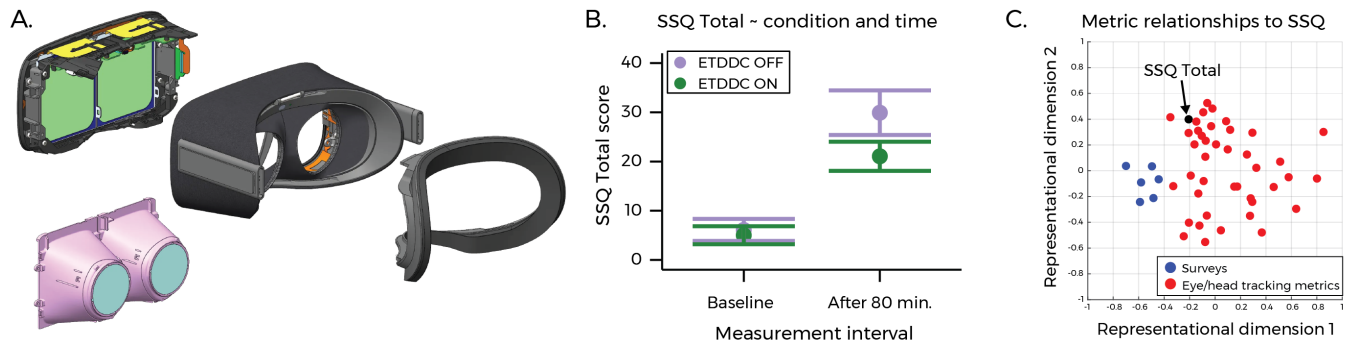 A.
B.
SSQ Total ~ condition and time
ETDDC OFF
ETDDC ON
SSQ Total score
40
30
20
10
0
Baseline
After 80 min.
Measurement interval
C.
Metric relationships to SSQ
SSQ Total
Representational dimension 2
1
0.8
0.6
0.4
0.2
0
-0.2
-0.4
-0.6
-0.8
-1
Surveys
Eye/head tracking metrics
-1 -0.8 -0.6 -0.4 -0.2 0 0.2 0.4 0.6 0.8 1
Representational dimension 1